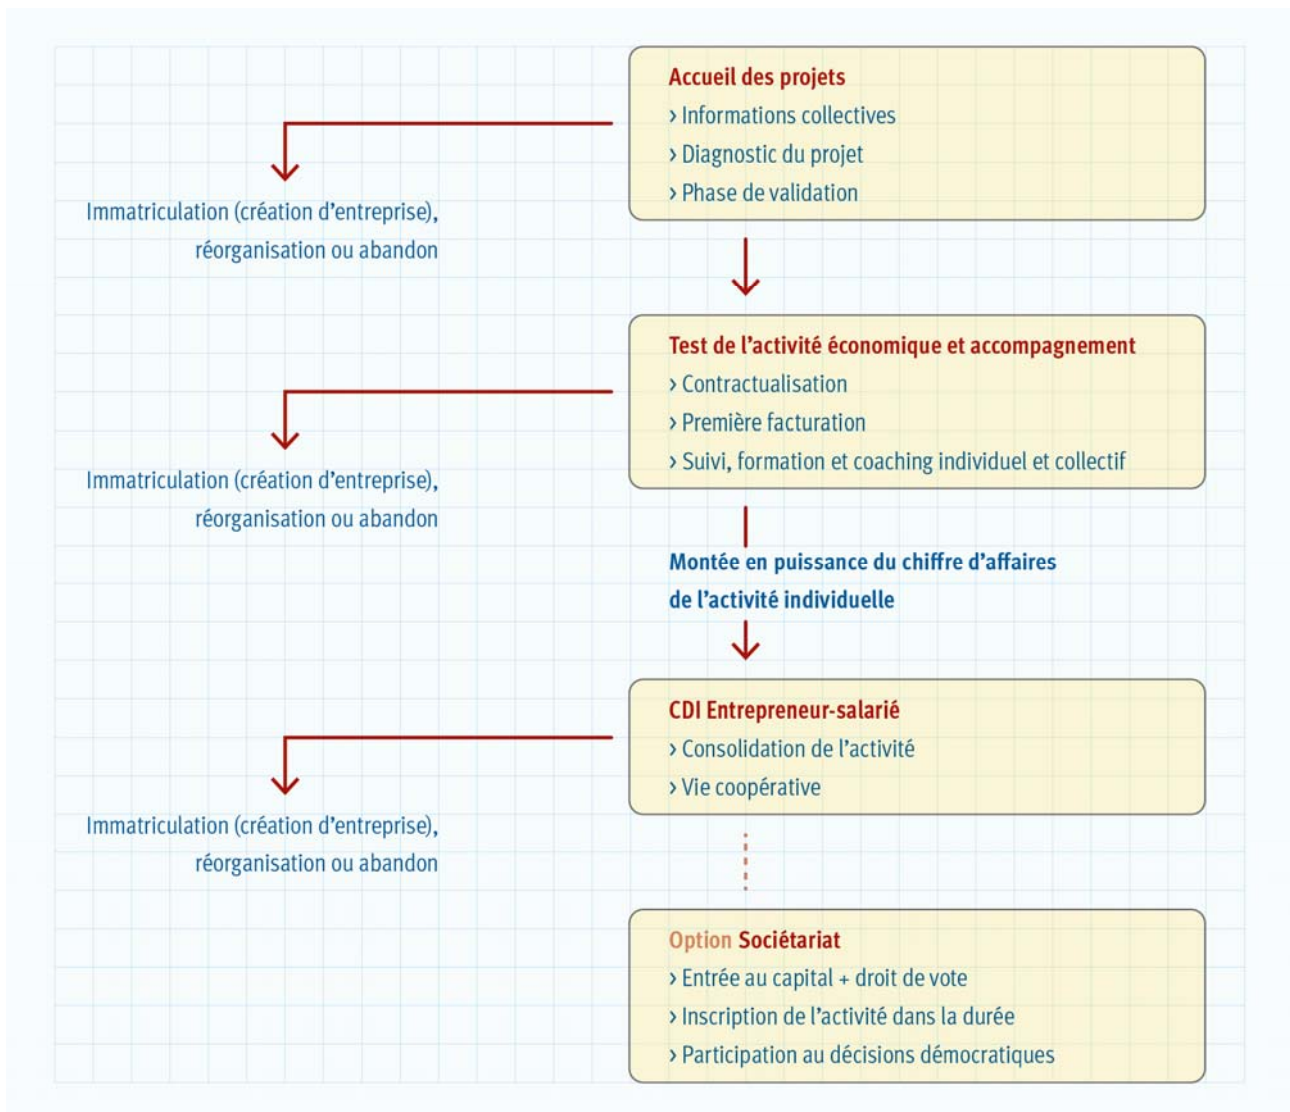 Accueil des projets
› Informations collectives
› Diagnostic du projet
› Phase de validation
Immatriculation (création d’entreprise),
réorganisation ou abandon
Test de l’activité économique et accompagnement
› Contractualisation
› Première facturation
› Suivi, formation et coaching individuel et collectif
Immatriculation (création d’entreprise),
réorganisation ou abandon
Montée en puissance du chiffre d’affaires
de l’activité individuelle
CDI Entrepreneur-salarié
› Consolidation de l’activité
› Vie coopérative
Immatriculation (création d’entreprise),
réorganisation ou abandon
Option Sociétariat
› Entrée au capital + droit de vote
› Inscription de l’activité dans la durée
› Participation au décisions démocratiques